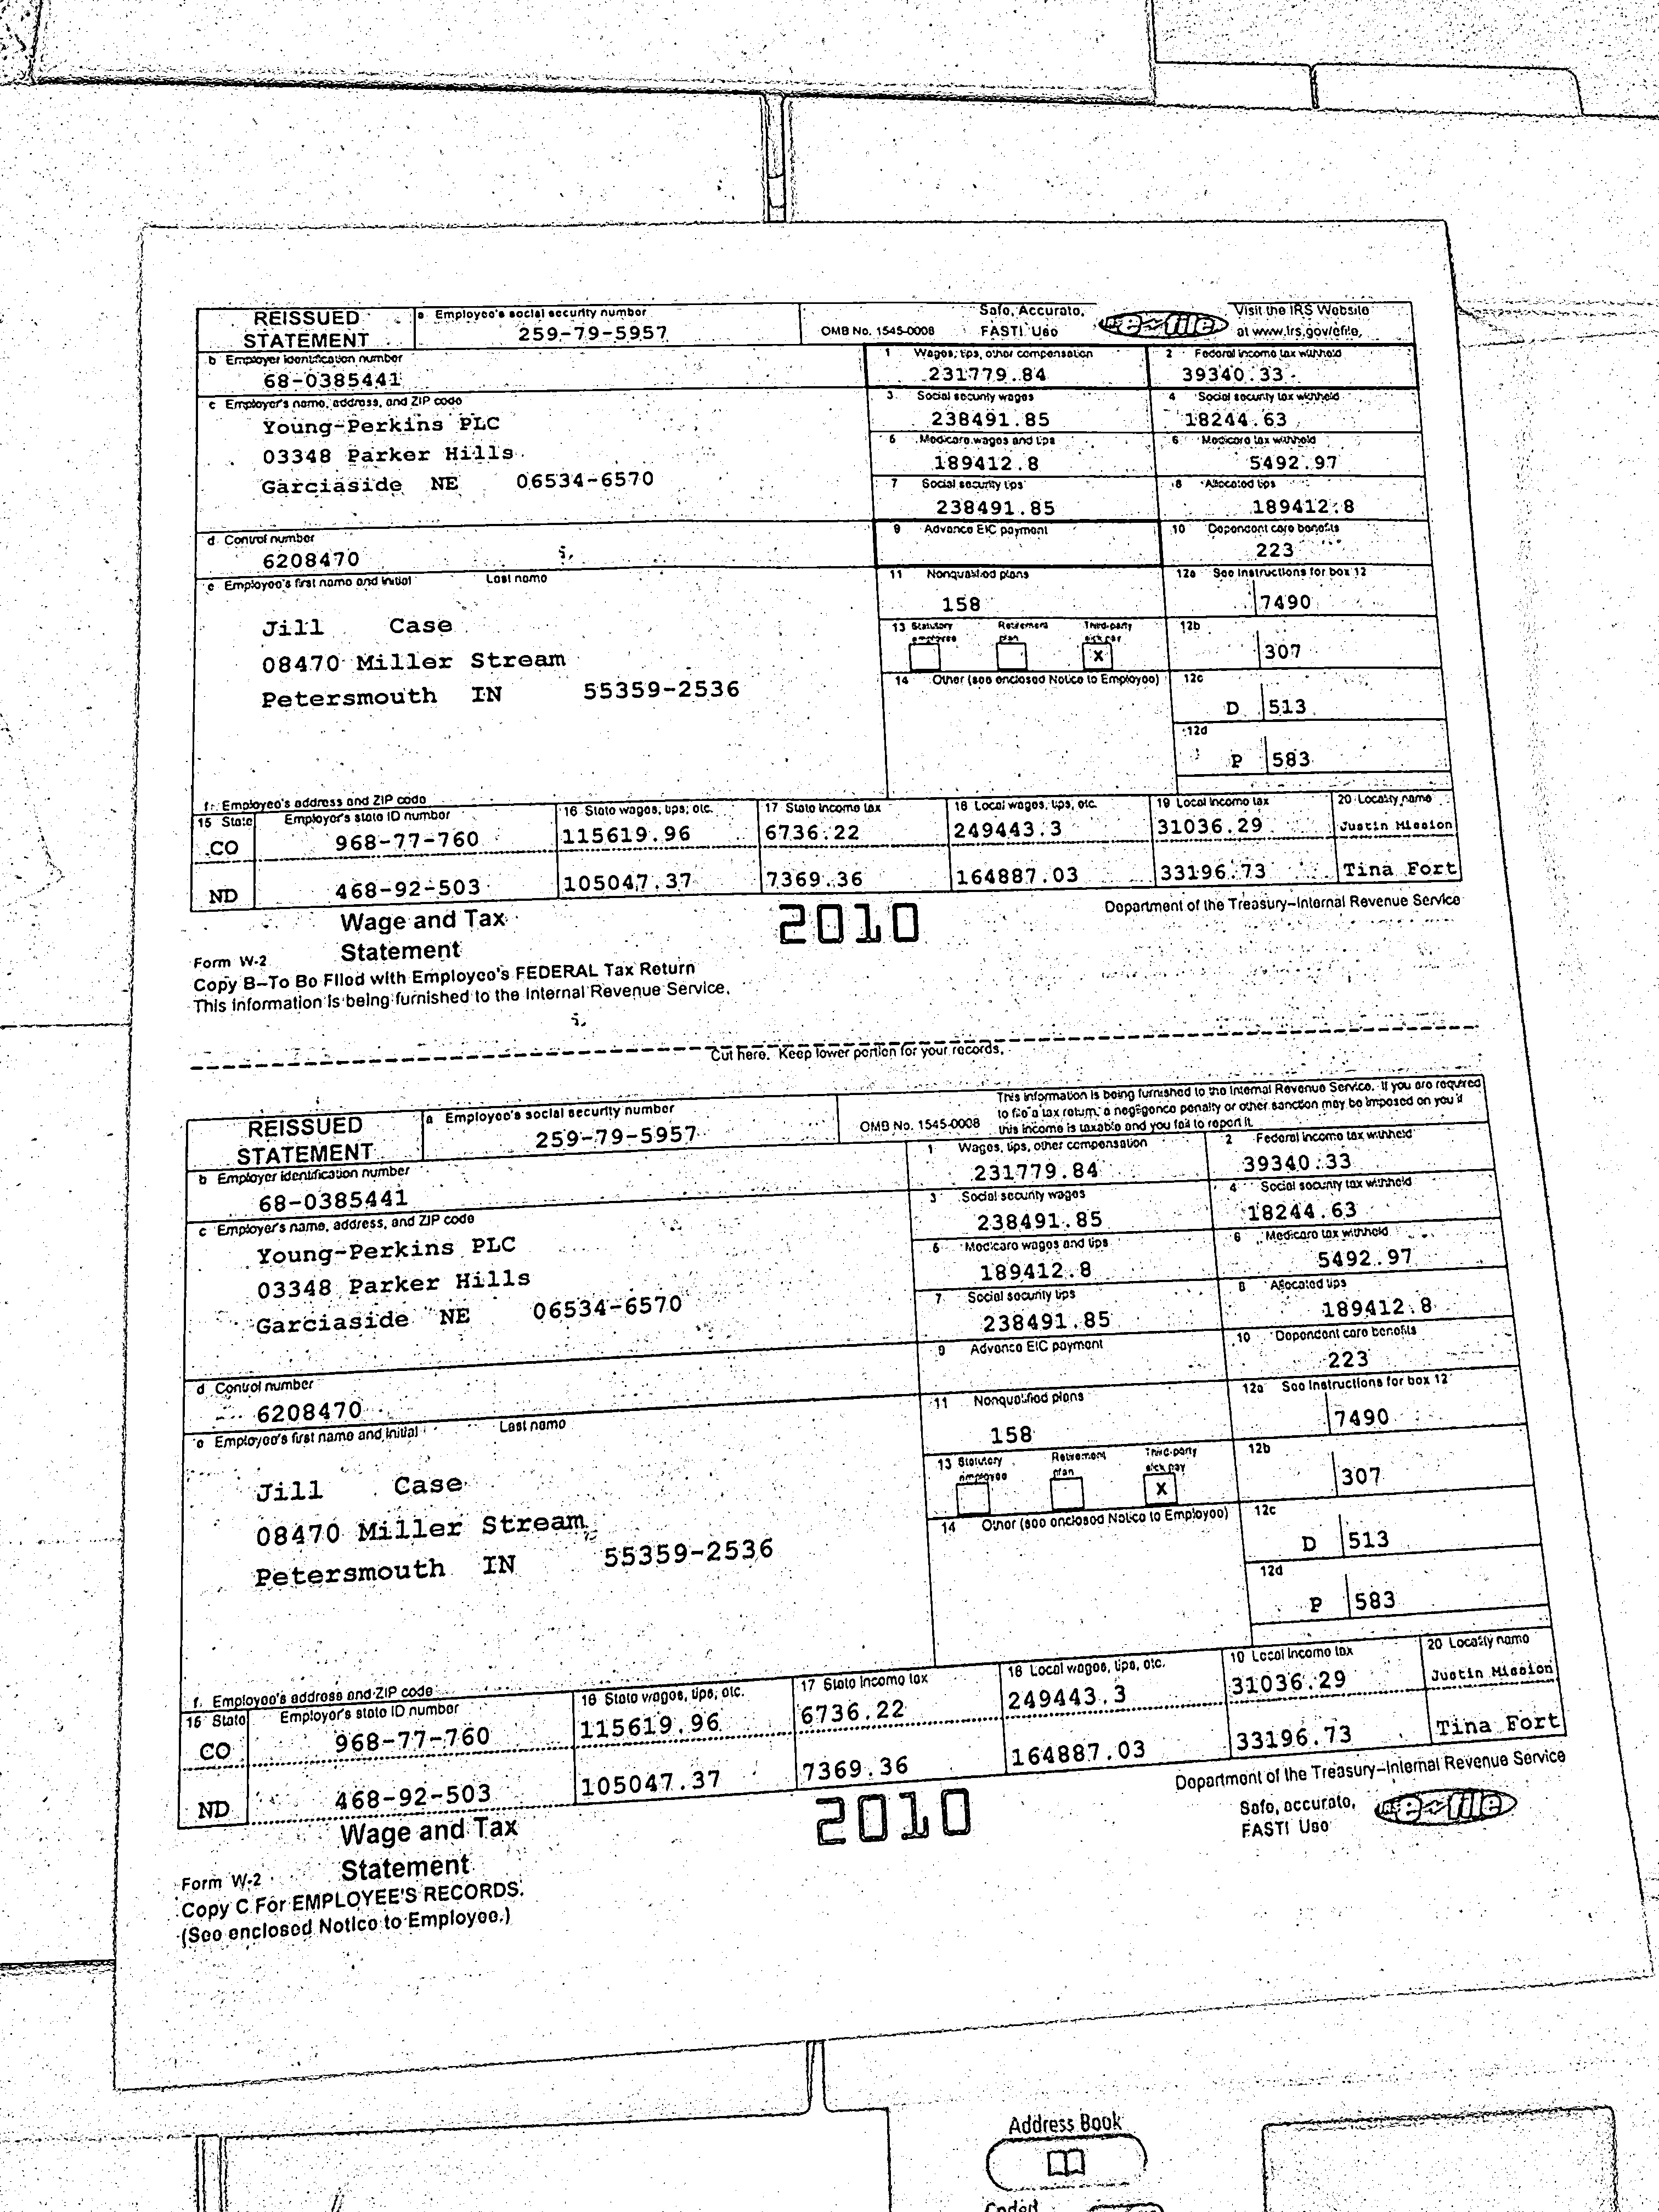 REISSUED STATEMENT
a Employee's social security number
259-79-5957
OMB No. 1545-0008
Safe, Accurate,
FAST! Use
e~file
Visit the IRS Website
at www.irs.gov/efile.
b Employer identification number
68-0385441
1 Wages, tips, other compensation
231779.84
2 Federal income tax withheld
39340.33
c Employer's name, address, and ZIP code
Young-Perkins PLC
03348 Parker Hills
Garciaside NE 06534-6570
3 Social security wages
238491.85
4 Social security tax withheld
18244.63
5 Medicare wages and tips
189412.8
6 Medicare tax withheld
5492.97
7 Social security tips
238491.85
8 Allocated tips
189412.8
d Control number
6208470
9 Advance EIC payment
10 Dependent care benefits
223
e Employee's first name and initial Last name
Jill Case
08470 Miller Stream
Petersmouth IN 55359-2536
11 Nonqualified plans
158
12a See Instructions for box 12
7490
13 Statutory employee
Retirement plan
Third-party sick pay
X
12b
307
14 Other (see enclosed Notice to Employee)
12c
D 513
12d
P 583
f Employee's address and ZIP code
15 State Employer's state ID number
16 State wages, tips, etc.
17 State income tax
18 Local wages, tips, etc.
19 Local income tax
20 Locality name
CO 968-77-760 115619.96 6736.22 249443.3 31036.29 Justin Mission
ND 468-92-503 105047.37 7369.36 164887.03 33196.73 Tina Fort
Wage and Tax
Statement
2010
Department of the Treasury–Internal Revenue Service
Form W-2
Copy B–To Be Filed with Employee's FEDERAL Tax Return
This information is being furnished to the Internal Revenue Service.
Cut here. Keep lower portion for your records.
REISSUED STATEMENT
a Employee's social security number
259-79-5957
OMB No. 1545-0008
This information is being furnished to the Internal Revenue Service. If you are required
to file a tax return, a negligence penalty or other sanction may be imposed on you if
this income is taxable and you fail to report it.
b Employer identification number
68-0385441
1 Wages, tips, other compensation
231779.84
2 Federal income tax withheld
39340.33
c Employer's name, address, and ZIP code
Young-Perkins PLC
03348 Parker Hills
Garciaside NE 06534-6570
3 Social security wages
238491.85
4 Social security tax withheld
18244.63
5 Medicare wages and tips
189412.8
6 Medicare tax withheld
5492.97
7 Social security tips
238491.85
8 Allocated tips
189412.8
d Control number
6208470
9 Advance EIC payment
10 Dependent care benefits
223
e Employee's first name and initial Last name
Jill Case
08470 Miller Stream
Petersmouth IN 55359-2536
11 Nonqualified plans
158
12a See Instructions for box 12
7490
13 Statutory employee
Retirement plan
Third-party sick pay
X
12b
307
14 Other (see enclosed Notice to Employee)
12c
D 513
12d
P 583
f Employee's address and ZIP code
15 State Employer's state ID number
16 State wages, tips, etc.
17 State income tax
18 Local wages, tips, etc.
19 Local income tax
20 Locality name
CO 968-77-760 115619.96 6736.22 249443.3 31036.29 Justin Mission
ND 468-92-503 105047.37 7369.36 164887.03 33196.73 Tina Fort
Wage and Tax
Statement
2010
Department of the Treasury–Internal Revenue Service
Safe, accurate,
FAST! Use
e~file
Form W-2
Copy C For EMPLOYEE'S RECORDS.
(See enclosed Notice to Employee.)
Address Book